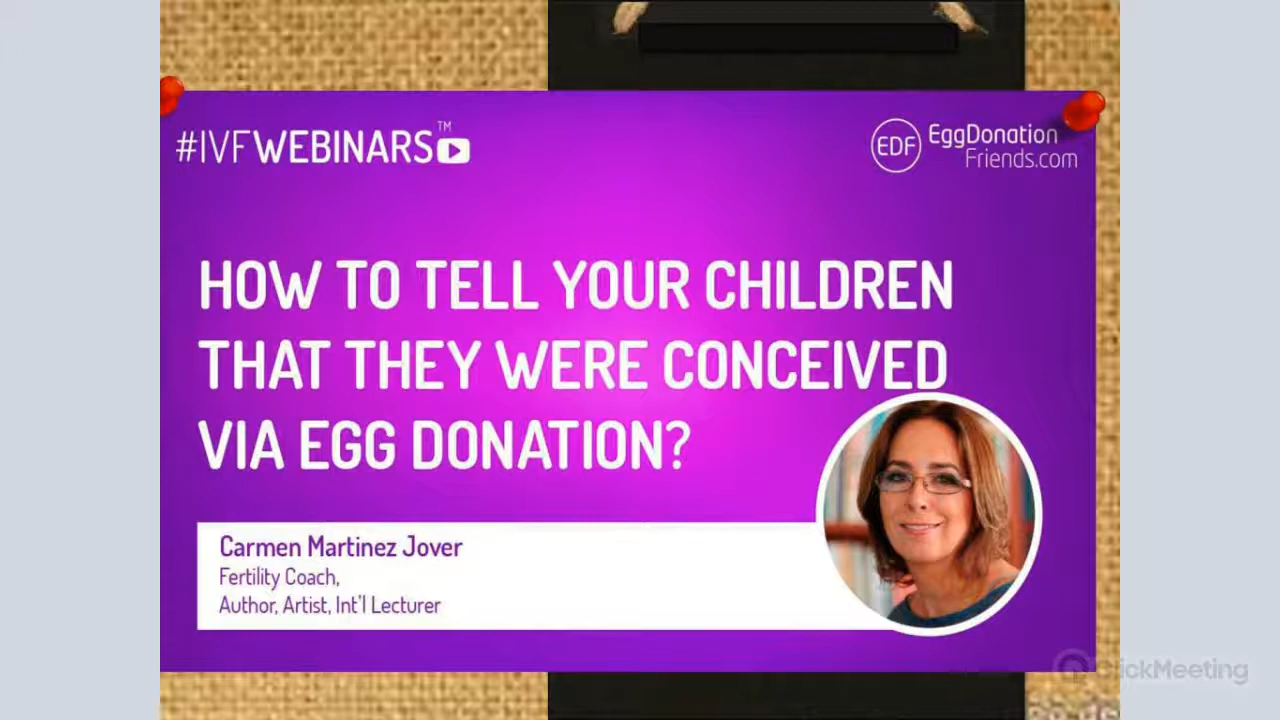 #IVFWEBINARS™
EDF EggDonation
Friends.com
HOW TO TELL YOUR CHILDREN
THAT THEY WERE CONCEIVED
VIA EGG DONATION?
Carmen Martinez Jover
Fertility Coach,
Author, Artist, Int'l Lecturer
ClickMeeting